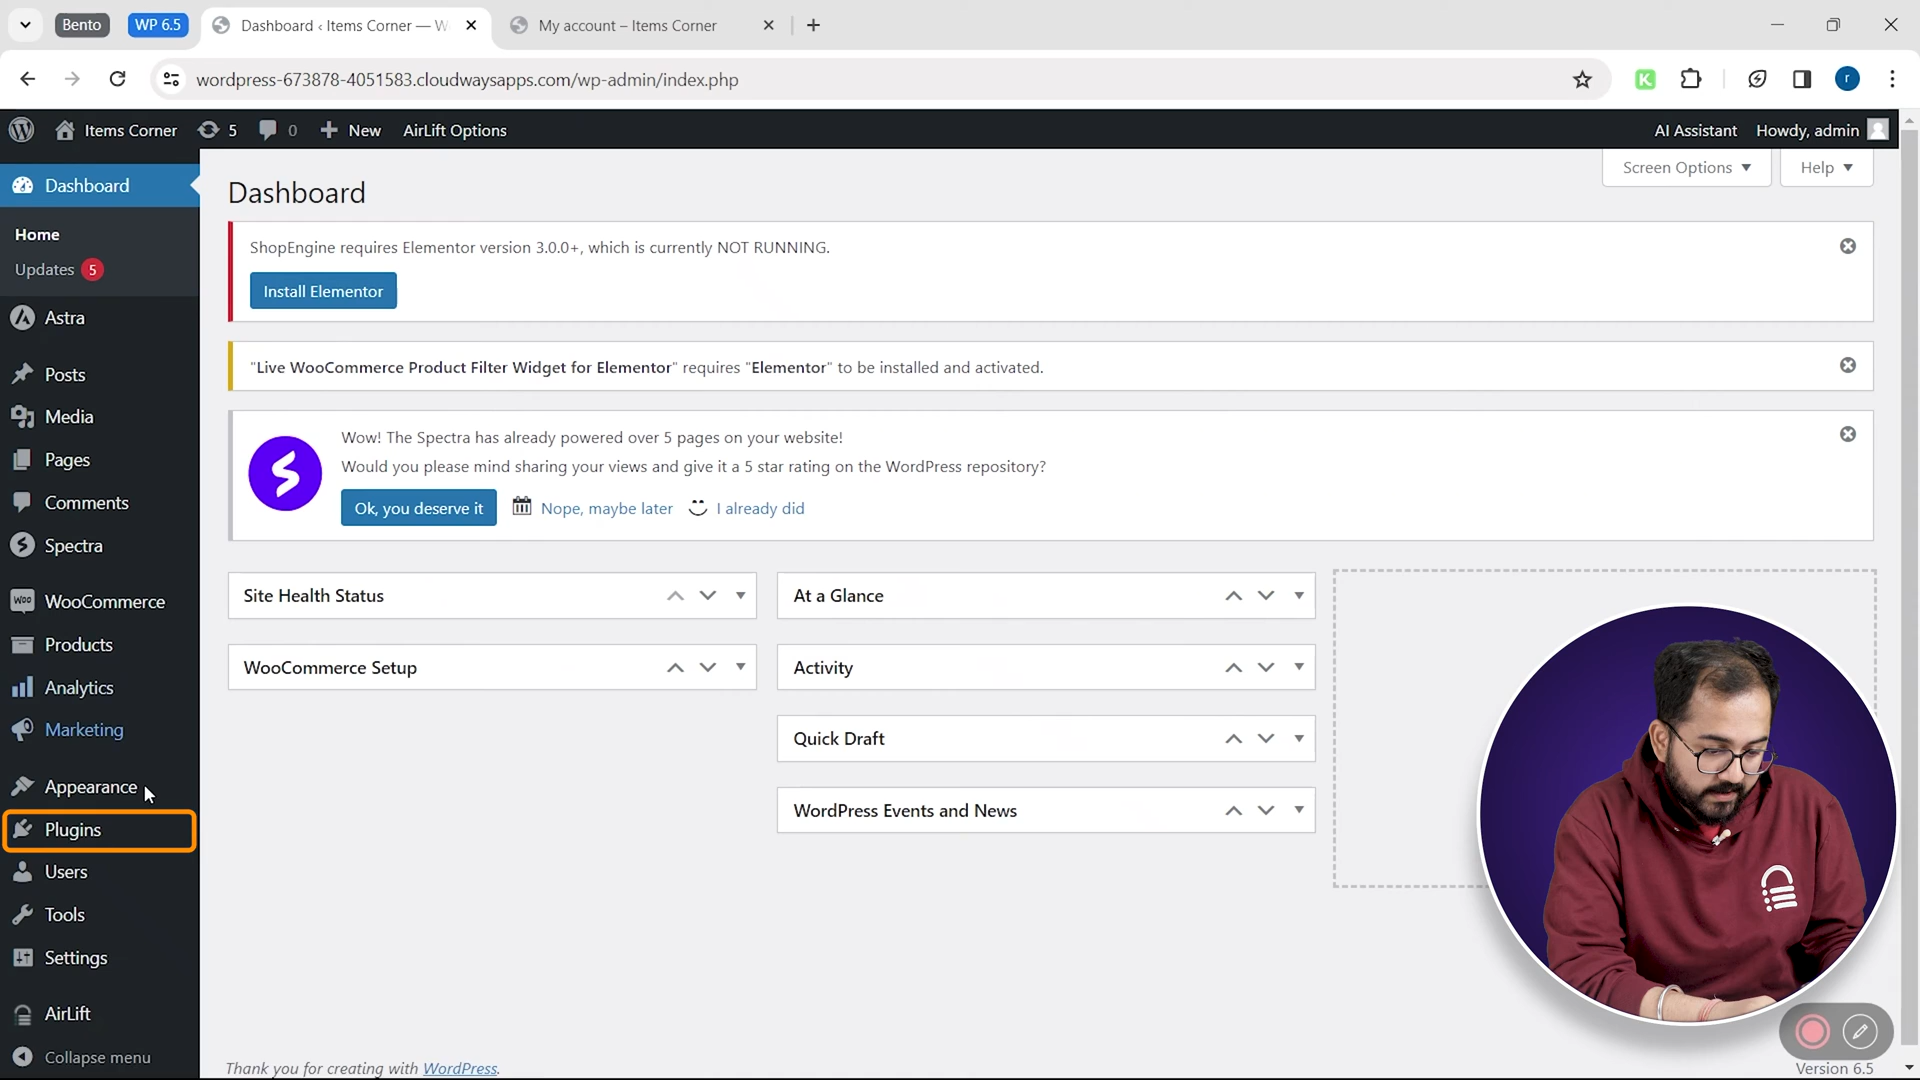 Bento
WP 6.5
Dashboard ‹ Items Corner — W
My account – Items Corner
wordpress-673878-4051583.cloudwaysapps.com/wp-admin/index.php
K
r
Items Corner
5
0
New
AirLift Options
AI Assistant
Howdy, admin
Dashboard
Home
Updates 5
Astra
Posts
Media
Pages
Comments
Spectra
Woo
WooCommerce
Products
Analytics
Marketing
Appearance
Plugins
Users
Tools
Settings
AirLift
Collapse menu
Screen Options
Help
Dashboard
ShopEngine requires Elementor version 3.0.0+, which is currently NOT RUNNING.
Install Elementor
"Live WooCommerce Product Filter Widget for Elementor" requires "Elementor" to be installed and activated.
Wow! The Spectra has already powered over 5 pages on your website!
Would you please mind sharing your views and give it a 5 star rating on the WordPress repository?
Ok, you deserve it
Nope, maybe later
I already did
Site Health Status
WooCommerce Setup
At a Glance
Activity
Quick Draft
WordPress Events and News
Thank you for creating with WordPress.
Version 6.5